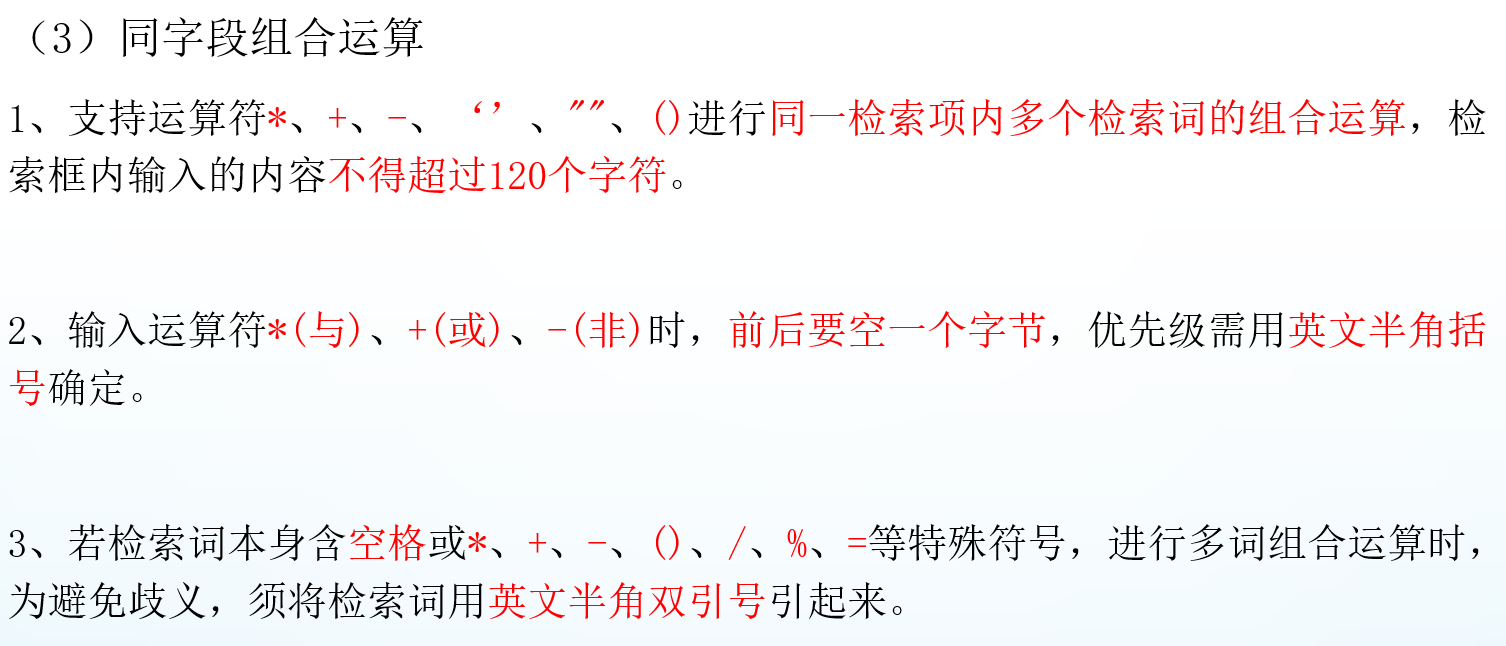 （3）同字段组合运算
1、支持运算符*、+、-、‘’、""、()进行同一检索项内多个检索词的组合运算，检
索框内输入的内容不得超过120个字符。
2、输入运算符*(与)、+(或)、-(非)时，前后要空一个字节，优先级需用英文半角括
号确定。
3、若检索词本身含空格或*、+、-、()、/、%、=等特殊符号，进行多词组合运算时，
为避免歧义，须将检索词用英文半角双引号引起来。